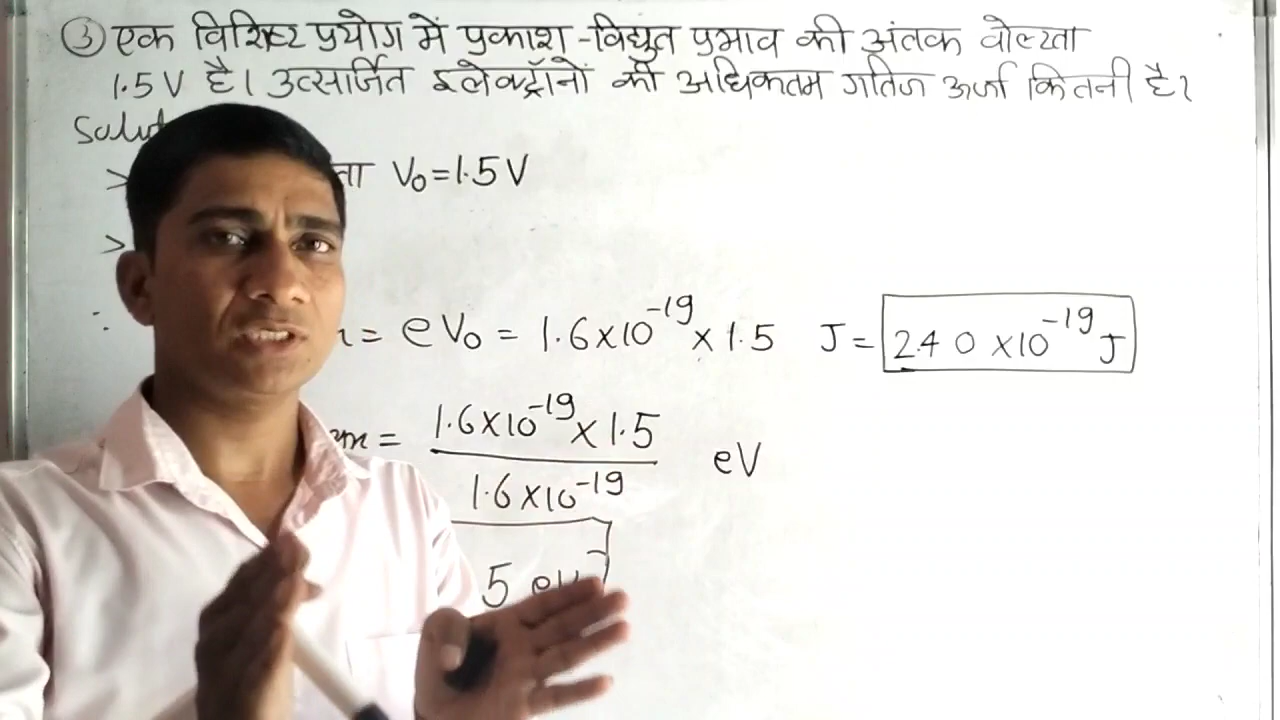 ③ एक विशिष्ट प्रयोग में प्रकाश-विद्युत प्रभाव की अंतक वोल्टता
1.5 V है। उत्सर्जित इलेक्ट्रॉनों की अधिकतम गतिज ऊर्जा कितनी है?
> V₀=1.5V
>
∴ = eV₀ = 1.6×10⁻¹⁹ × 1.5 J = 2.40 ×10⁻¹⁹ J
= 1.6×10⁻¹⁹ × 1.5 / 1.6×10⁻¹⁹ eV
5 ev